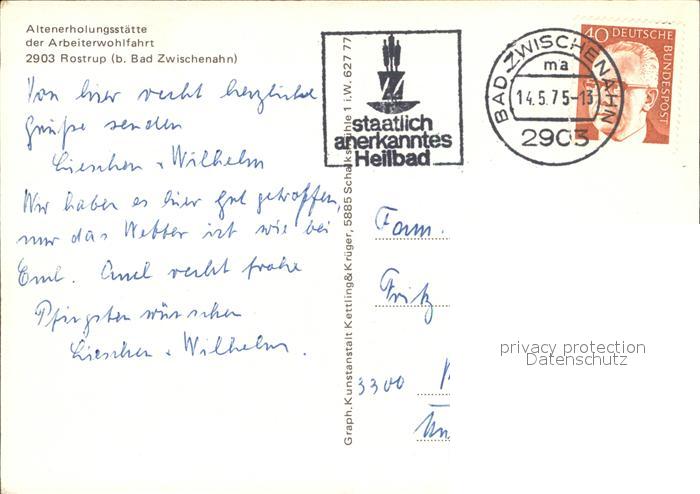 Altenerholungsstätte
der Arbeiterwohlfahrt
2903 Rostrup (b. Bad Zwischenahn)
Von hier recht herzliche
Grüße senden
Lieschen + Wilhelm
Wir haben es hier gut getroffen,
nur das Wetter ist wie bei
Euch. Auch recht frohe
Pfingsten wünschen
Lieschen + Wilhelm.
Graph. Kunstanstalt Kettling & Krüger, 5885 Schalksmühle 1 i.W. 627 77
staatlich
anerkanntes
Heilbad
BAD ZWISCHENAHN
ma
14.5.75-13
2903
40 DEUTSCHE
BUNDESPOST
Fam.
Fritz
3300
privacy protection
Datenschutz